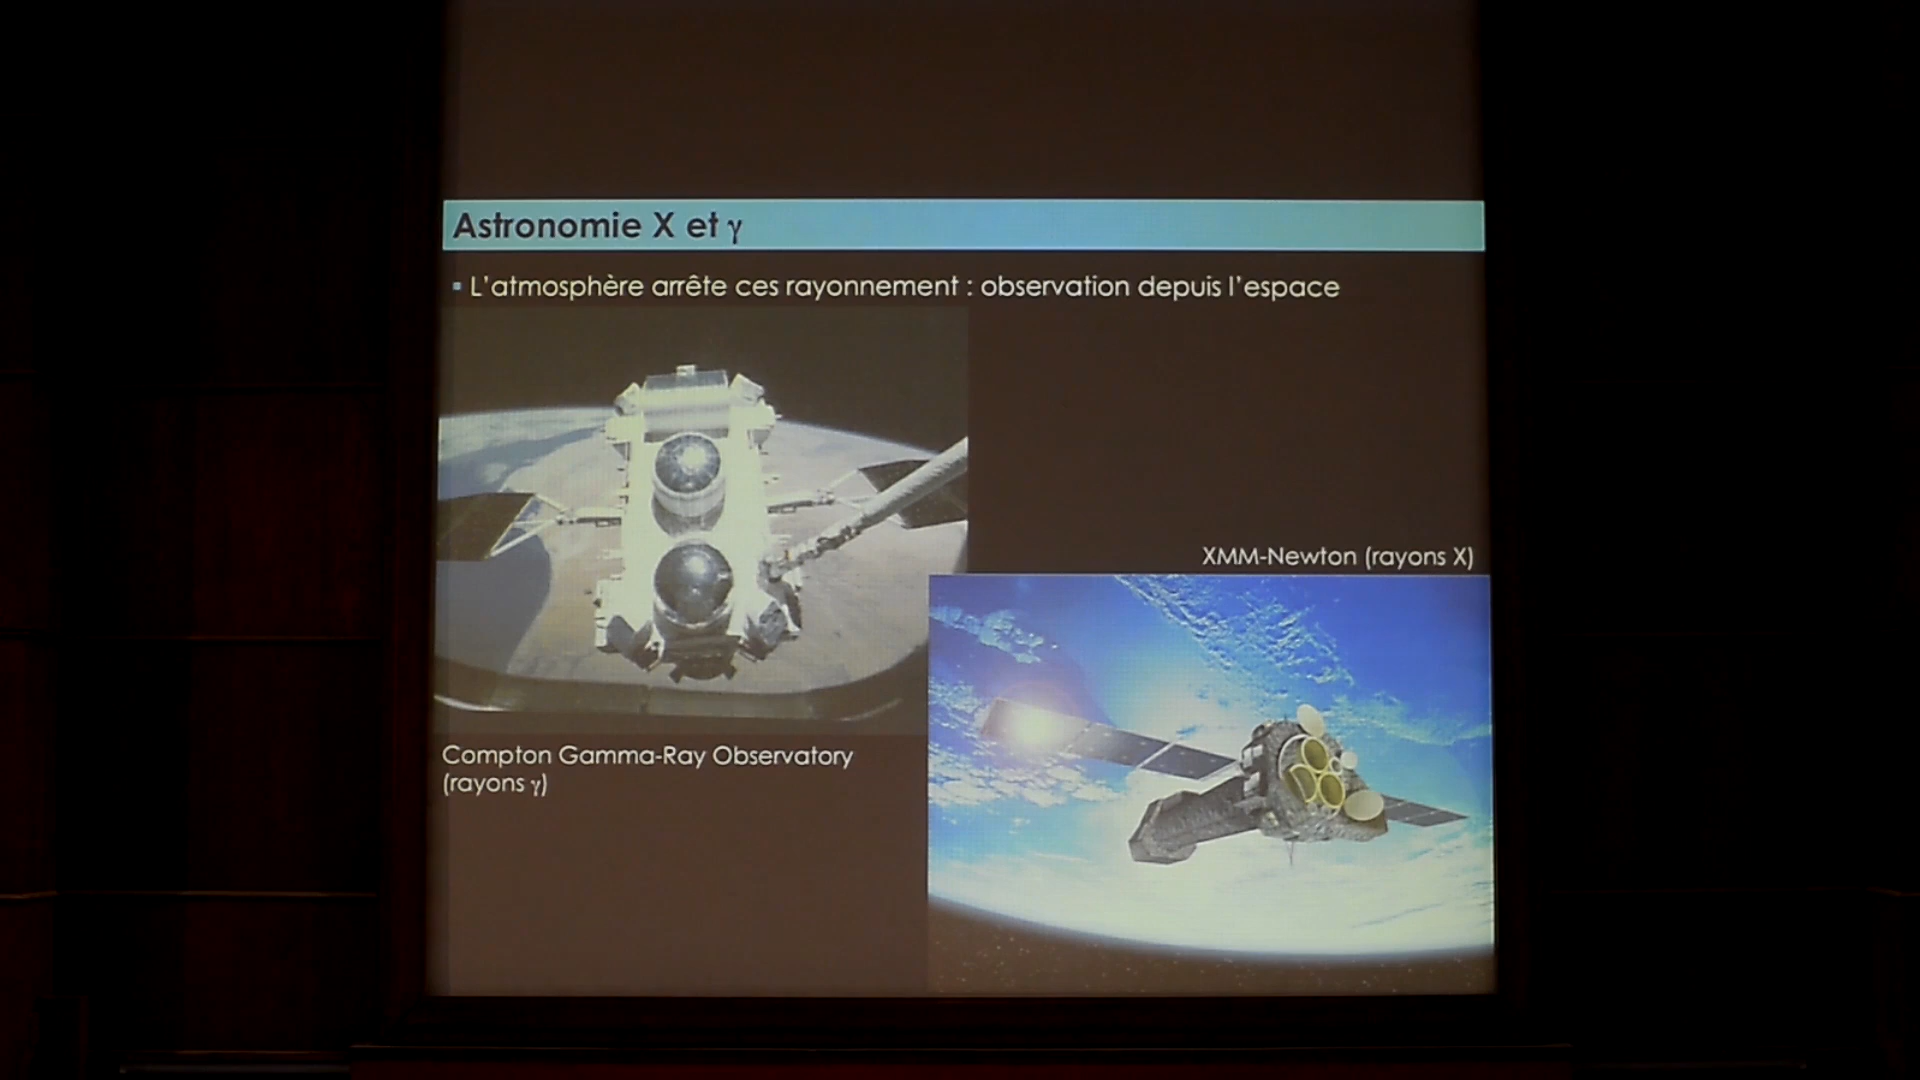 Astronomie X et γ
▪ L'atmosphère arrête ces rayonnement : observation depuis l'espace
XMM-Newton (rayons X)
Compton Gamma-Ray Observatory
(rayons γ)